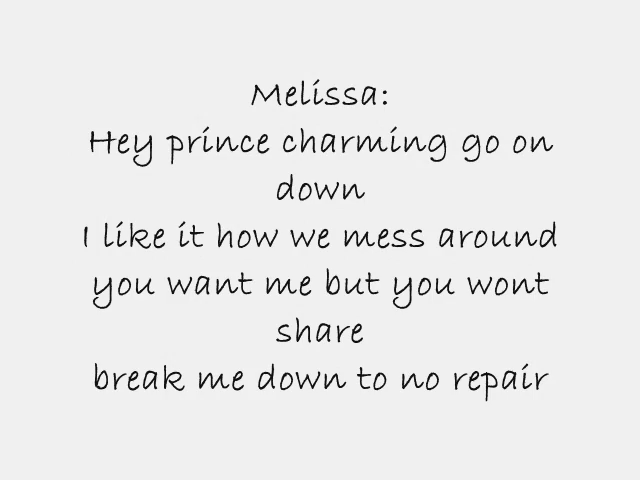 Melissa:
Hey prince charming go on
down
I like it how we mess around
you want me but you wont
share
break me down to no repair